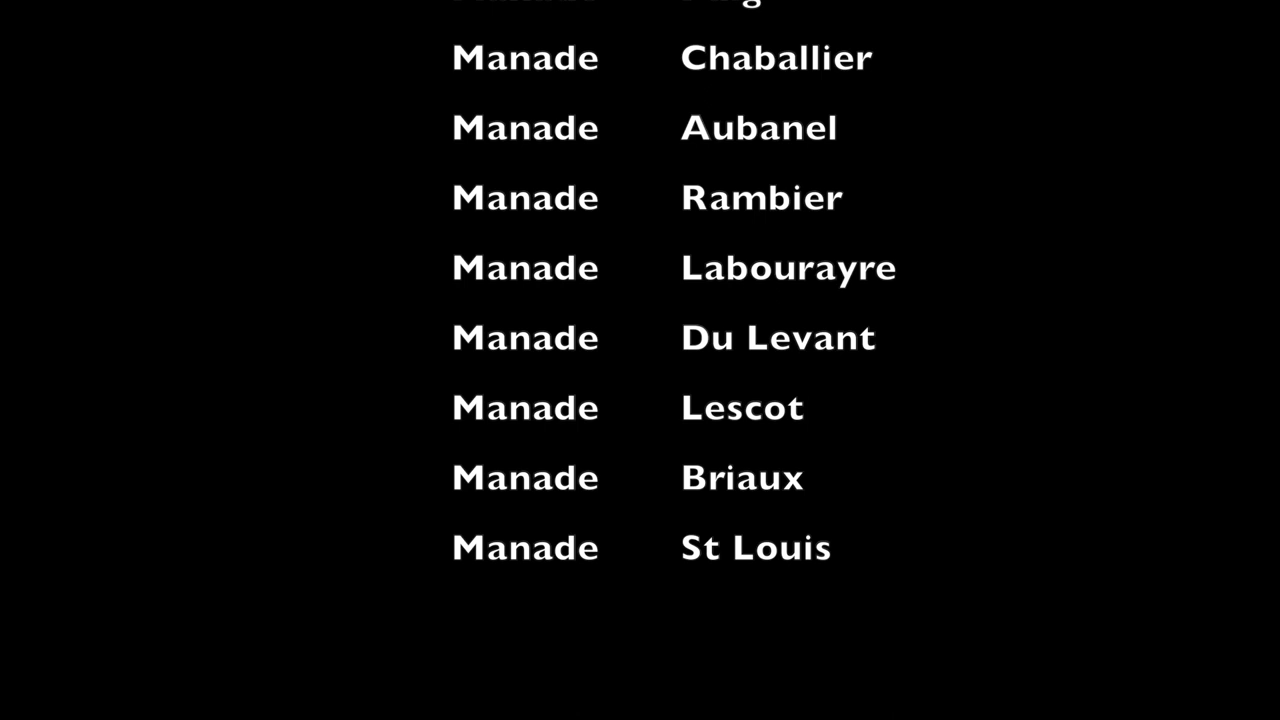 Manade Chaballier
Manade Aubanel
Manade Rambier
Manade Labourayre
Manade Du Levant
Manade Lescot
Manade Briaux
Manade St Louis